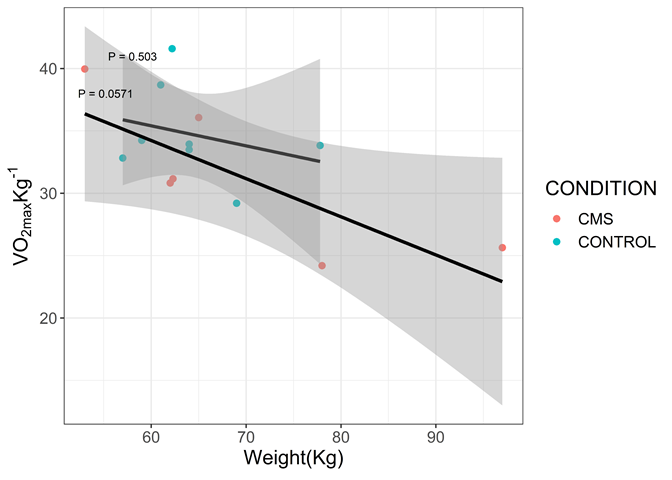 P = 0.503
40
P = 0.0571
30
20
VO2maxKg-1
60 70 80 90
Weight(Kg)
CONDITION
CMS
CONTROL